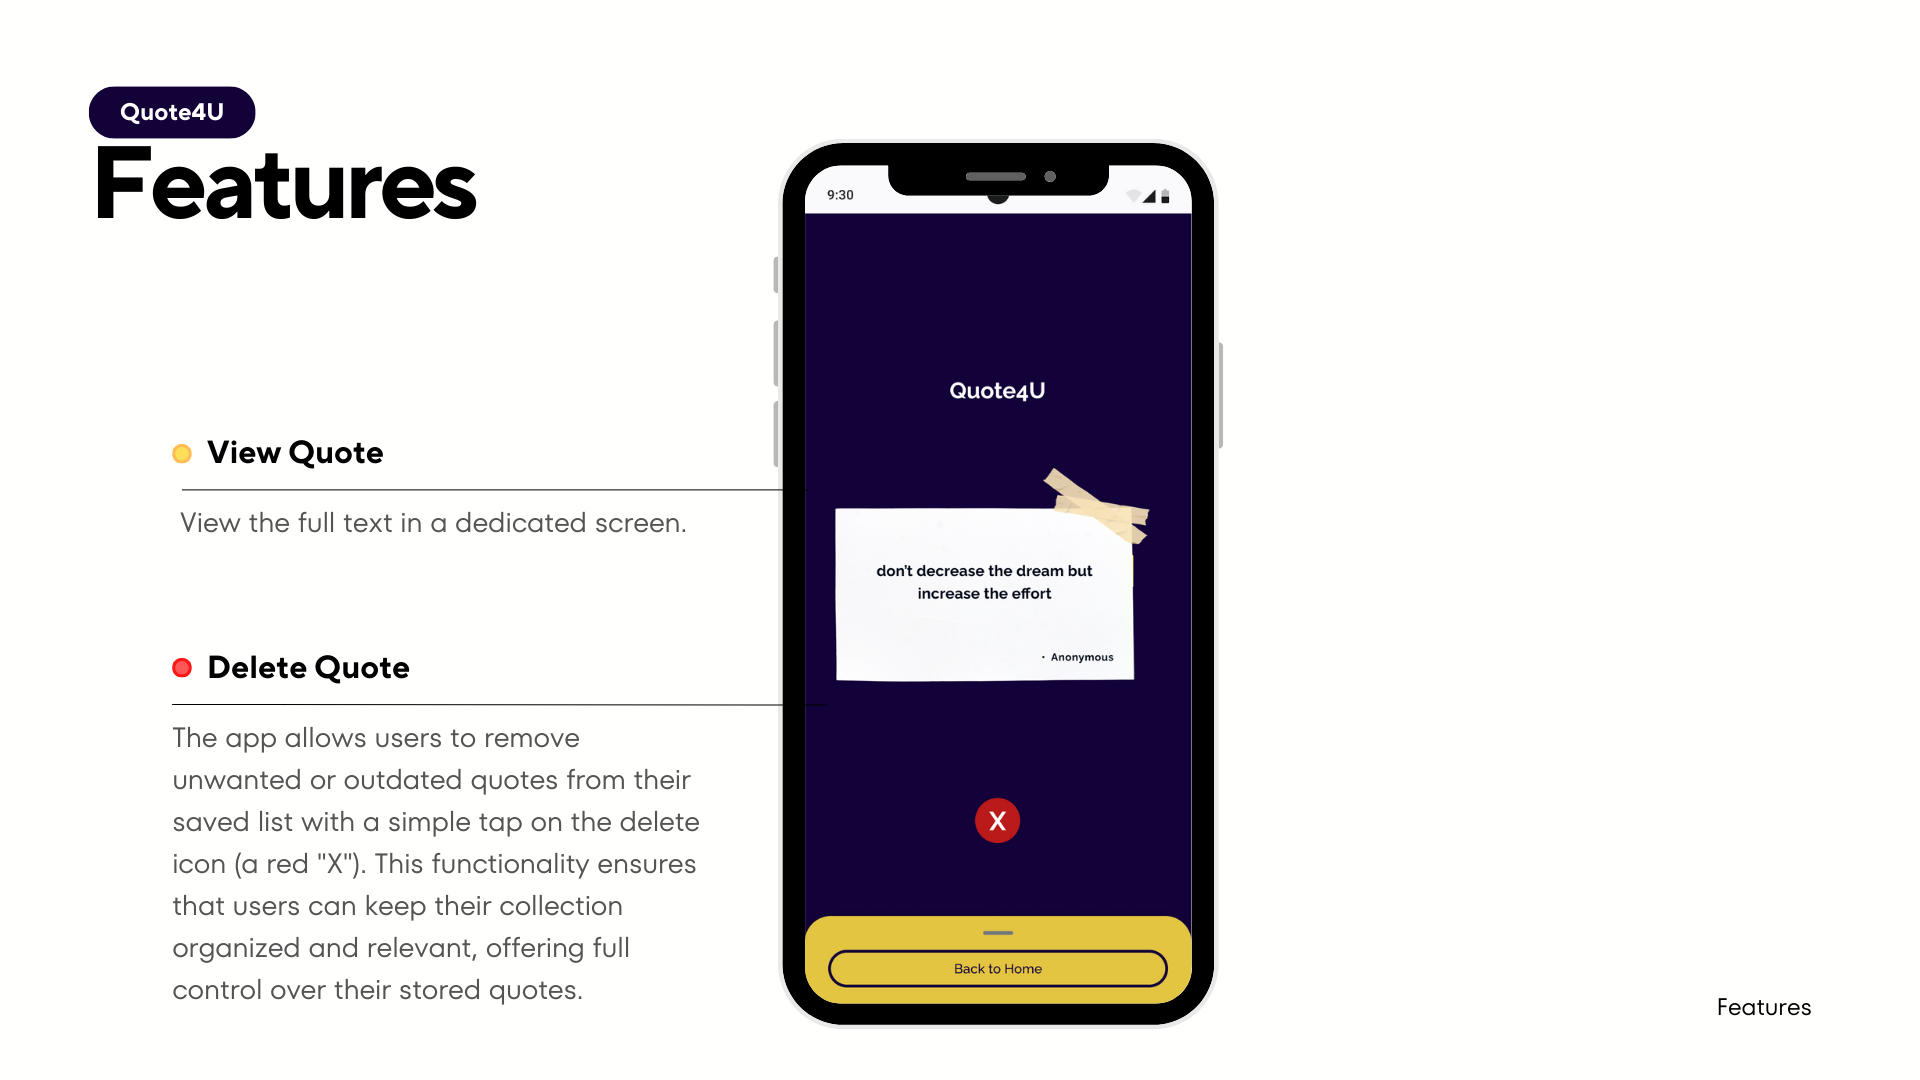 Quote4U
Features
View Quote
View the full text in a dedicated screen.
Delete Quote
The app allows users to remove
unwanted or outdated quotes from their
saved list with a simple tap on the delete
icon (a red "X"). This functionality ensures
that users can keep their collection
organized and relevant, offering full
control over their stored quotes.
9:30
Quote4U
don't decrease the dream but
increase the effort
• Anonymous
X
Back to Home
Features